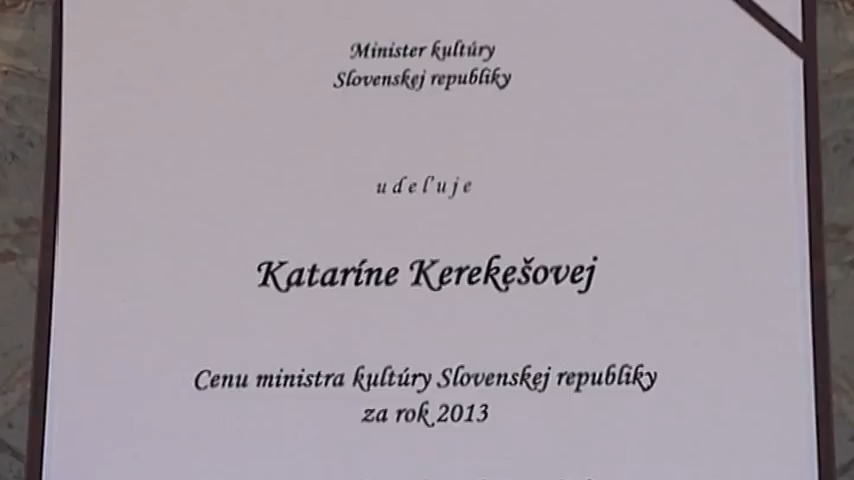 Minister kultúry
Slovenskej republiky
udeľuje
Kataríne Kerekešovej
Cenu ministra kultúry Slovenskej republiky
za rok 2013